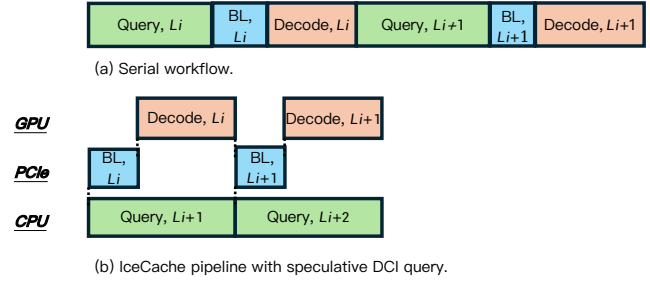 Query, Li
BL,
Li
Decode, Li
Query, Li+1
BL,
Li+1
Decode, Li+1
(a) Serial workflow.
GPU
Decode, Li
Decode, Li+1
PCIe
BL,
Li
BL,
Li+1
CPU
Query, Li+1
Query, Li+2
(b) IceCache pipeline with speculative DCI query.